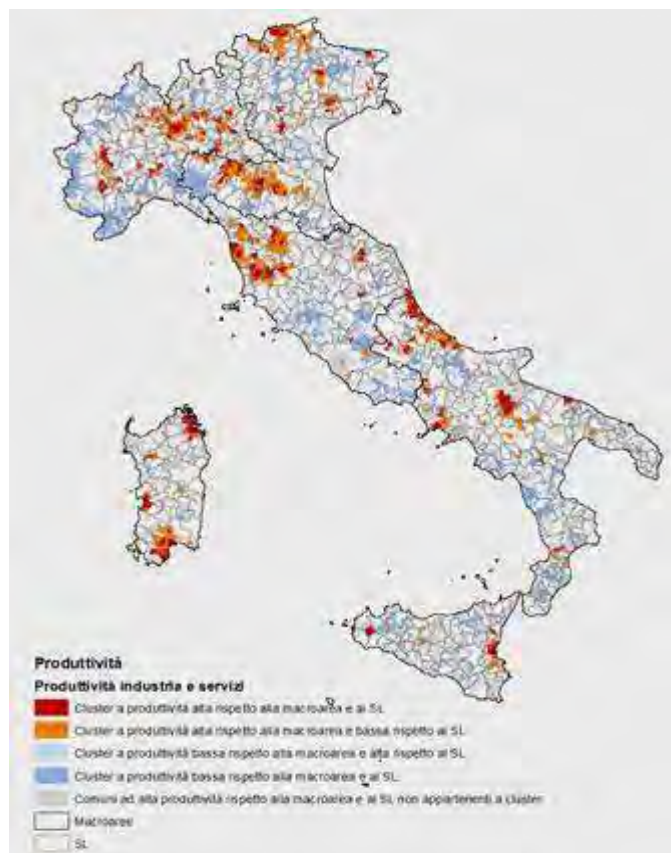 Produttività
Produttività industria e servizi
Cluster a produttività alta rispetto alla macroarea e al SL
Cluster a produttività alta rispetto alla macroarea e bassa rispetto al SL
Cluster a produttività bassa rispetto alla macroarea e alta rispetto al SL
Cluster a produttività bassa rispetto alla macroarea e al SL
Comuni ad alta produttività rispetto alla macroarea e al SL non appartenenti a cluster
Macroaree
SL